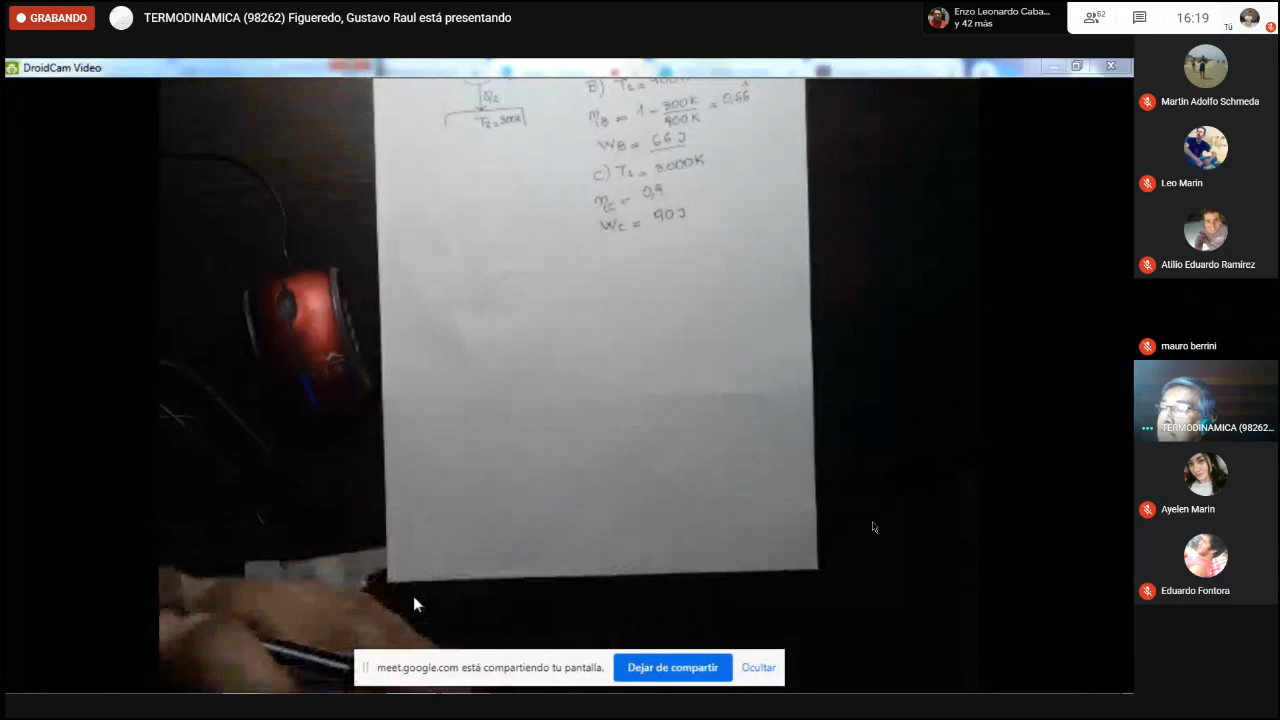 GRABANDO
TERMODINAMICA (98262) Figueredo, Gustavo Raul está presentando
Enzo Leonardo Caba...
y 42 más
52
16:19
Tú
DroidCam Video
Q2
T2=300K
B) T1=900K
ηB = 1 - 300K / 900K = 0,66
WB = 66 J
C) T1 = 3000K
ηC = 0,9
WC = 90J
Martin Adolfo Schmeda
Leo Marin
Atilio Eduardo Ramírez
mauro berrini
TERMODINAMICA (98262...
Ayelen Marin
Eduardo Fontora
meet.google.com está compartiendo tu pantalla.
Dejar de compartir
Ocultar